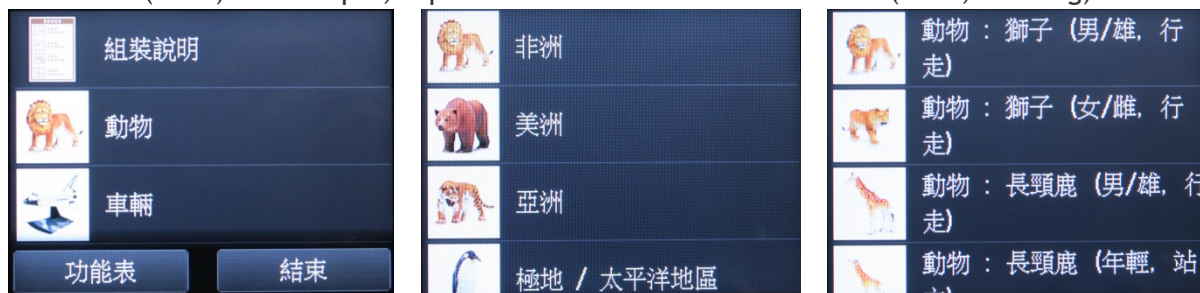 組裝說明
動物
車輛
功能表
結束
非洲
美洲
亞洲
極地 / 太平洋地區
動物 : 獅子 (男/雄, 行
走)
動物 : 獅子 (女/雌, 行
走)
動物 : 長頸鹿 (男/雄, 行
走)
動物 : 長頸鹿 (年輕, 站